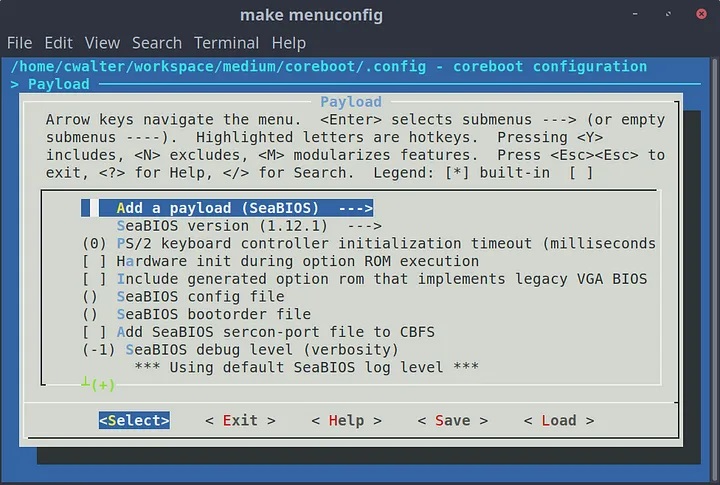 make menuconfig
File Edit View Search Terminal Help
/home/cwalter/workspace/medium/coreboot/.config - coreboot configuration
> Payload
Payload
Arrow keys navigate the menu.  <Enter> selects submenus ---> (or empty
submenus ----).  Highlighted letters are hotkeys.  Pressing <Y>
includes, <N> excludes, <M> modularizes features.  Press <Esc><Esc> to
exit, <?> for Help, </> for Search.  Legend: [*] built-in  [ ]
Add a payload (SeaBIOS)  --->
SeaBIOS version (1.12.1)  --->
(0) PS/2 keyboard controller initialization timeout (milliseconds
[ ] Hardware init during option ROM execution
[ ] Include generated option rom that implements legacy VGA BIOS
()  SeaBIOS config file
()  SeaBIOS bootorder file
[ ] Add SeaBIOS sercon-port file to CBFS
(-1) SeaBIOS debug level (verbosity)
*** Using default SeaBIOS log level ***
┴(+)
<Select>    < Exit >    < Help >    < Save >    < Load >